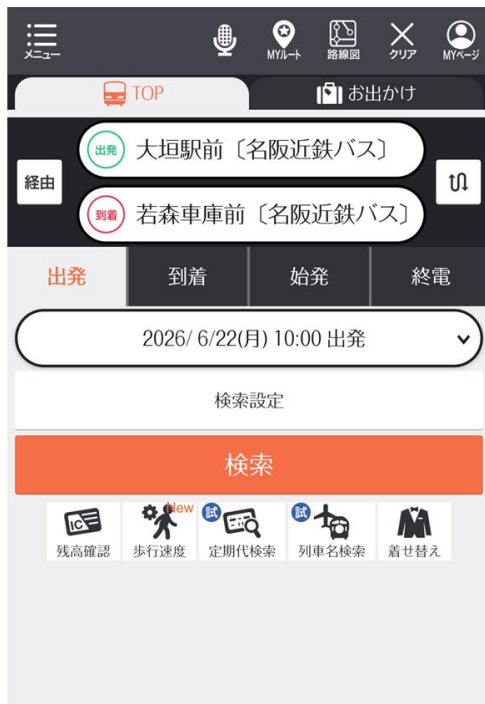 メニュー
MYルート
路線図
クリア
MYページ
TOP
お出かけ
経由
出発
大垣駅前〔名阪近鉄バス〕
到着
若森車庫前〔名阪近鉄バス〕
出発
到着
始発
終電
2026/ 6/22(月) 10:00 出発
検索設定
検索
IC
残高確認
New
歩行速度
試
定期代検索
試
列車名検索
着せ替え